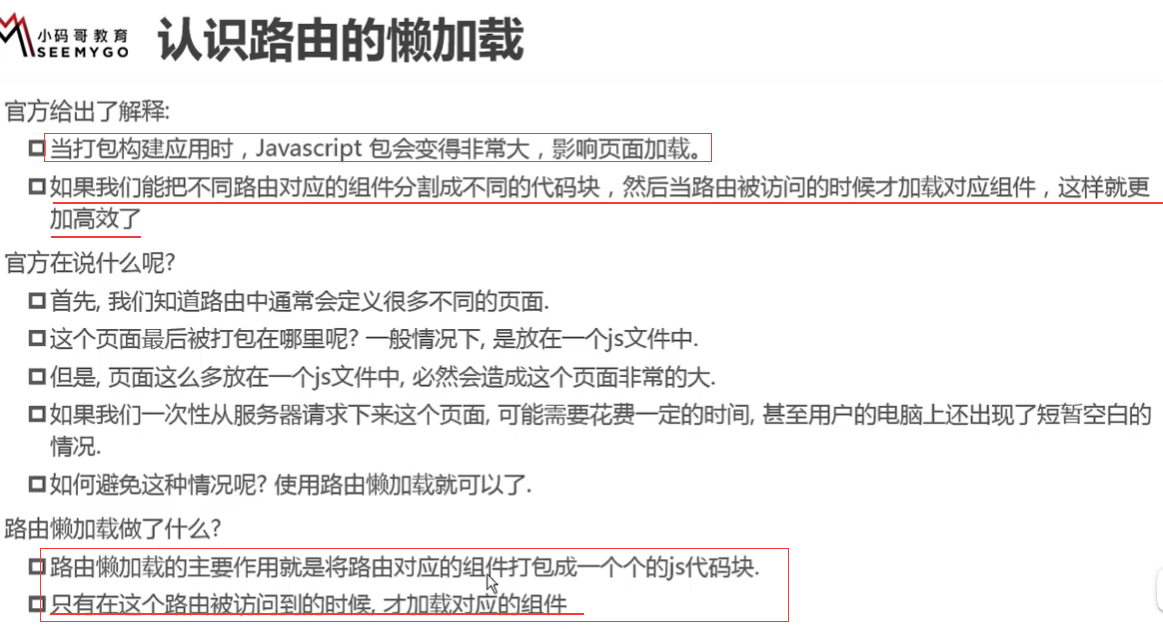 小码哥教育
SEEMYGO
认识路由的懒加载
官方给出了解释:
当打包构建应用时，Javascript 包会变得非常大，影响页面加载。
如果我们能把不同路由对应的组件分割成不同的代码块，然后当路由被访问的时候才加载对应组件，这样就更
加高效了
官方在说什么呢?
首先, 我们知道路由中通常会定义很多不同的页面.
这个页面最后被打包在哪里呢? 一般情况下, 是放在一个js文件中.
但是, 页面这么多放在一个js文件中, 必然会造成这个页面非常的大.
如果我们一次性从服务器请求下来这个页面, 可能需要花费一定的时间, 甚至用户的电脑上还出现了短暂空白的
情况.
如何避免这种情况呢? 使用路由懒加载就可以了.
路由懒加载做了什么?
路由懒加载的主要作用就是将路由对应的组件打包成一个个的js代码块.
只有在这个路由被访问到的时候, 才加载对应的组件